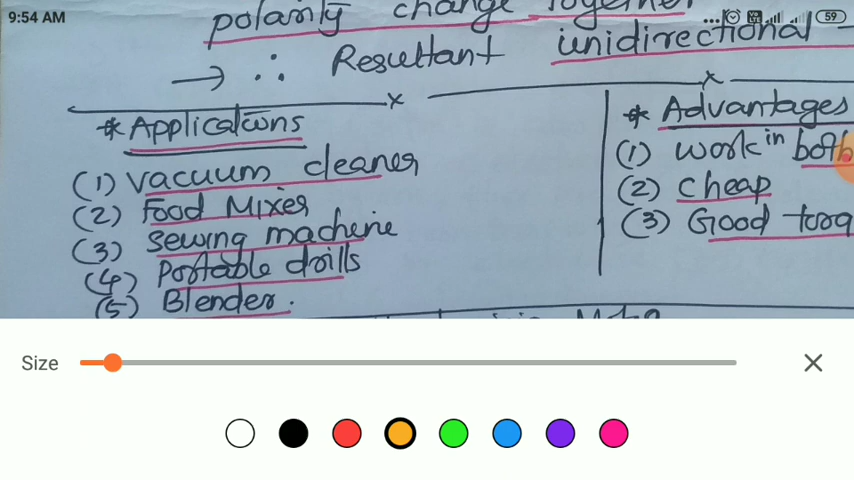 9:54 AM
59
polarity change together
→ ∴ Resultant unidirectional
* Applications
(1) Vacuum cleaner
(2) Food Mixer
(3) Sewing machine
(4) Portable drills
(5) Blender.
* Advantages
(1) work in both
(2) cheap
(3) Good torq
Size